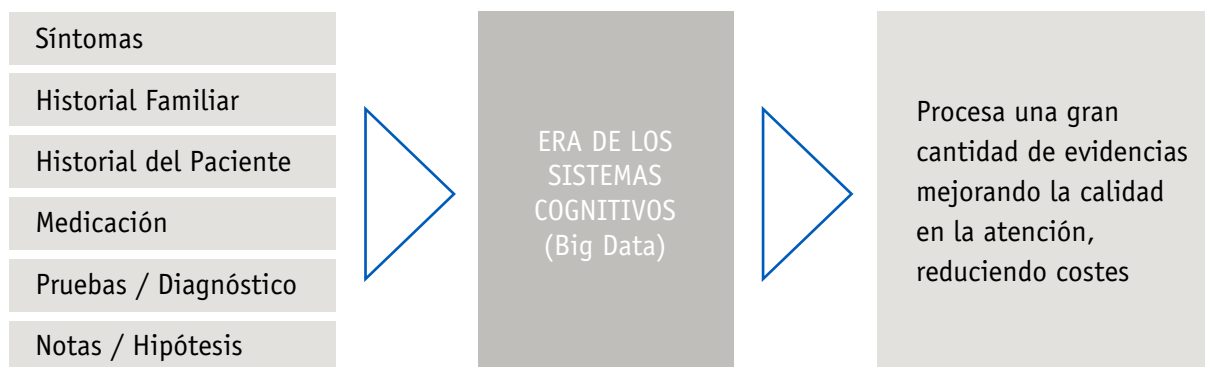 Síntomas
Historial Familiar
Historial del Paciente
Medicación
Pruebas / Diagnóstico
Notas / Hipótesis
ERA DE LOS
SISTEMAS
COGNITIVOS
(Big Data)
Procesa una gran
cantidad de evidencias
mejorando la calidad
en la atención,
reduciendo costes